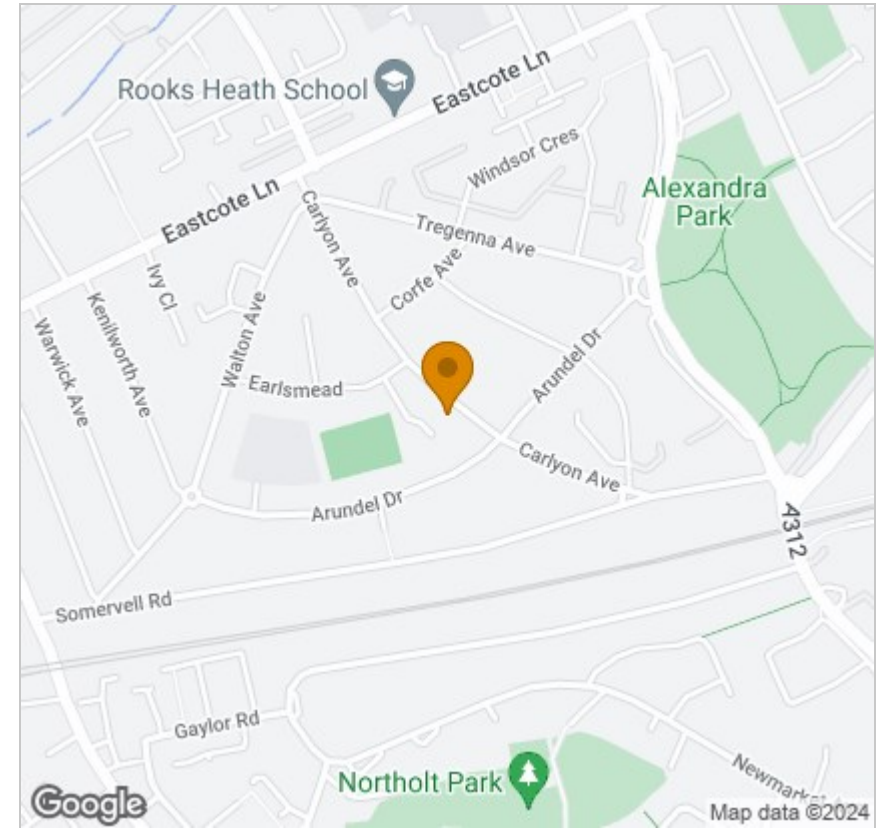 Rooks Heath School
Eastcote Ln
Windsor Cres
Alexandra
Park
Eastcote Ln
Carlyon Ave
Tregenna Ave
Ivy Cl
Corfe Ave
Kenilworth Ave
Warwick Ave
Walton Ave
Earlsmead
Arundel Dr
Carlyon Ave
Arundel Dr
A312
Somervell Rd
Gaylor Rd
Northolt Park
Newmarket
Google
Map data ©2024